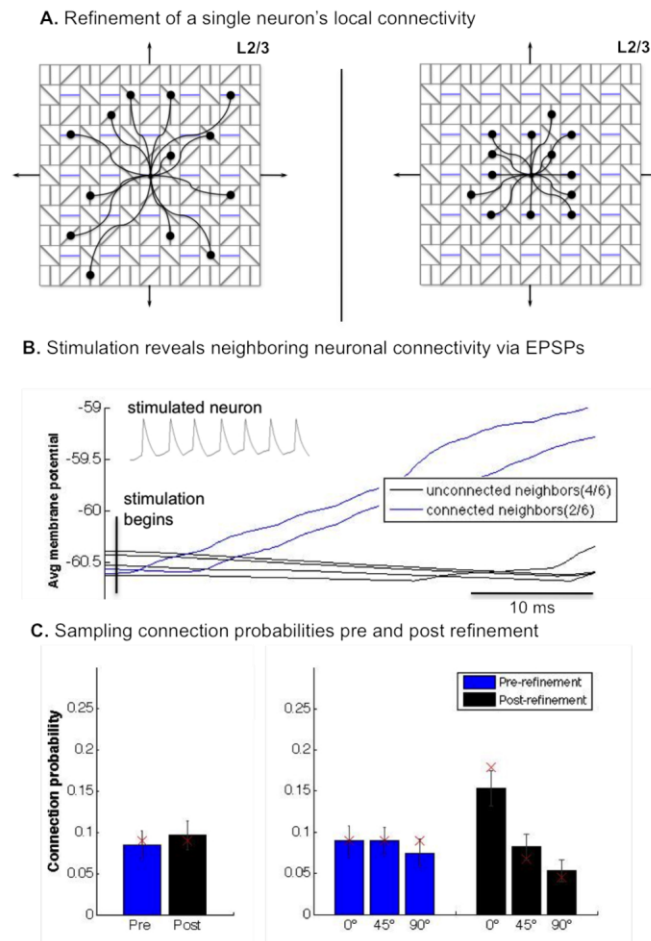 A. Refinement of a single neuron's local connectivity
L2/3
L2/3
B. Stimulation reveals neighboring neuronal connectivity via EPSPs
Avg membrane potential
-59
-59.5
-60
-60.5
stimulated neuron
stimulation
begins
unconnected neighbors(4/6)
connected neighbors(2/6)
10 ms
C. Sampling connection probabilities pre and post refinement
Connection probability
0.25
0.2
0.15
0.1
0.05
0
Pre Post
0.25
0.2
0.15
0.1
0.05
0
Pre-refinement
Post-refinement
0° 45° 90° 0° 45° 90°